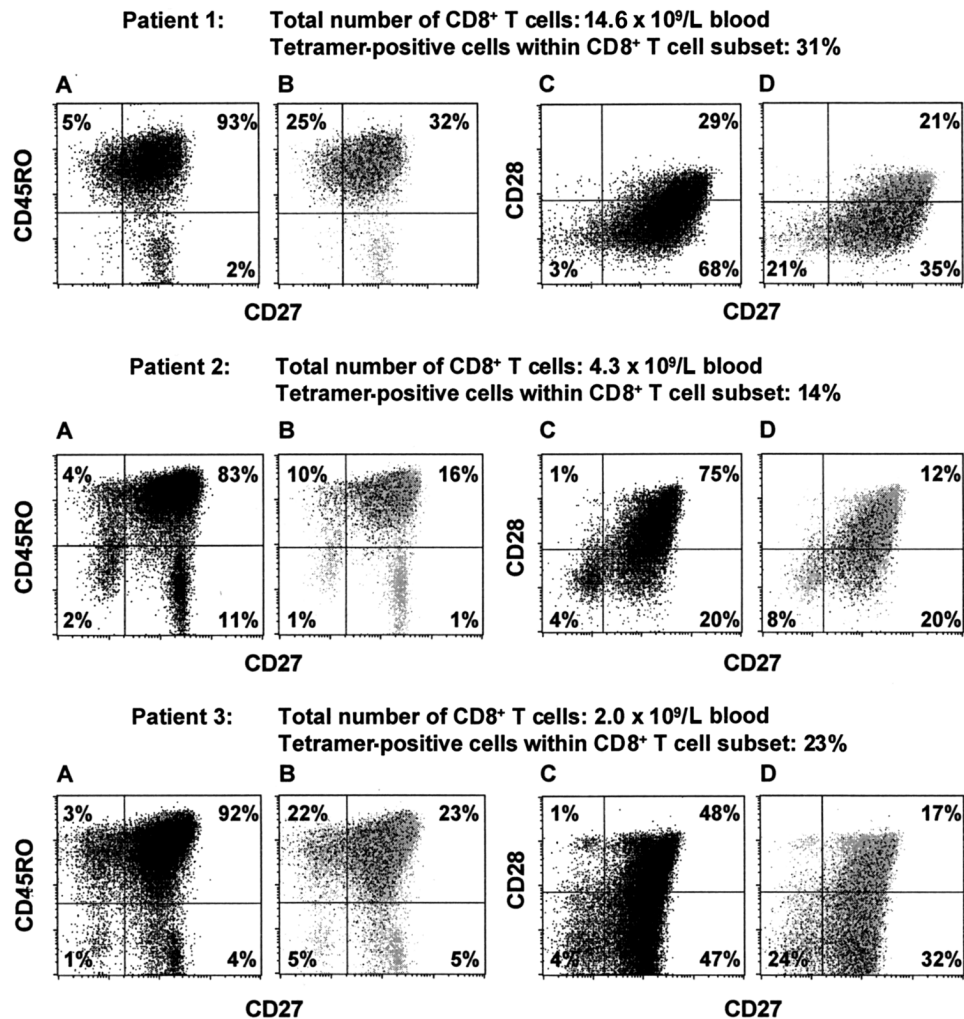 Patient 1: Total number of CD8⁺ T cells: 14.6 x 10⁹/L blood
Tetramer-positive cells within CD8⁺ T cell subset: 31%
A B C D
5% 93% 25% 32% 29% 21%
CD45RO CD28
2% 3% 68% 21% 35%
CD27 CD27
Patient 2: Total number of CD8⁺ T cells: 4.3 x 10⁹/L blood
Tetramer-positive cells within CD8⁺ T cell subset: 14%
A B C D
4% 83% 10% 16% 1% 75% 12%
CD45RO CD28
2% 11% 1% 1% 4% 20% 8% 20%
CD27 CD27
Patient 3: Total number of CD8⁺ T cells: 2.0 x 10⁹/L blood
Tetramer-positive cells within CD8⁺ T cell subset: 23%
A B C D
3% 92% 22% 23% 1% 48% 17%
CD45RO CD28
1% 4% 5% 5% 4% 47% 24% 32%
CD27 CD27